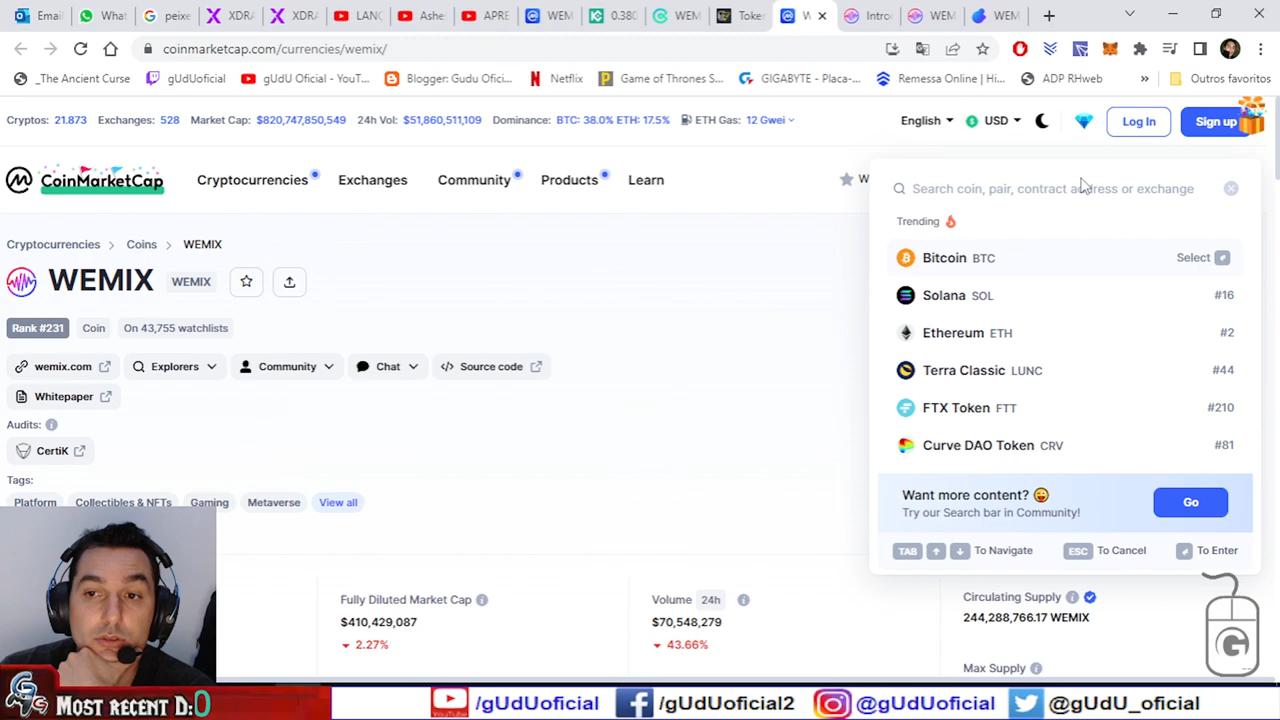 Email
What
peixe
XDRA
XDRA
LANÇ
Ashe
APRE
WEM
0.380
WEM
Toke
W
Intro
WEM
WEM
coinmarketcap.com/currencies/wemix/
_The Ancient Curse
gUdUoficial
gUdU Oficial - YouT...
Blogger: Gudu Ofici...
Netflix
Game of Thrones S...
GIGABYTE - Placa-...
Remessa Online | Hi...
ADP RHweb
»
Outros favoritos
Cryptos: 21.873 Exchanges: 528 Market Cap: $820,747,850,549 24h Vol: $51,860,511,109 Dominance: BTC: 38.0% ETH: 17.5% ETH Gas: 12 Gwei
English
USD
Log In
Sign up
CoinMarketCap
Cryptocurrencies
Exchanges
Community
Products
Learn
W
Search coin, pair, contract address or exchange
Trending
Bitcoin BTC Select
Solana SOL #16
Ethereum ETH #2
Terra Classic LUNC #44
FTX Token FTT #210
Curve DAO Token CRV #81
Want more content?
Try our Search bar in Community!
Go
TAB To Navigate ESC To Cancel To Enter
Cryptocurrencies > Coins > WEMIX
WEMIX WEMIX
Rank #231 Coin On 43,755 watchlists
wemix.com Explorers Community Chat Source code
Whitepaper
Audits:
CertiK
Tags:
Platform Collectibles & NFTs Gaming Metaverse View all
Fully Diluted Market Cap
$410,429,087
2.27%
Volume 24h
$70,548,279
43.66%
Circulating Supply
244,288,766.17 WEMIX
Max Supply
G
Most recent D:0
YouTube
/gUdUoficial
/gUdUoficial2
@gUdUoficial
@gUdU_oficial